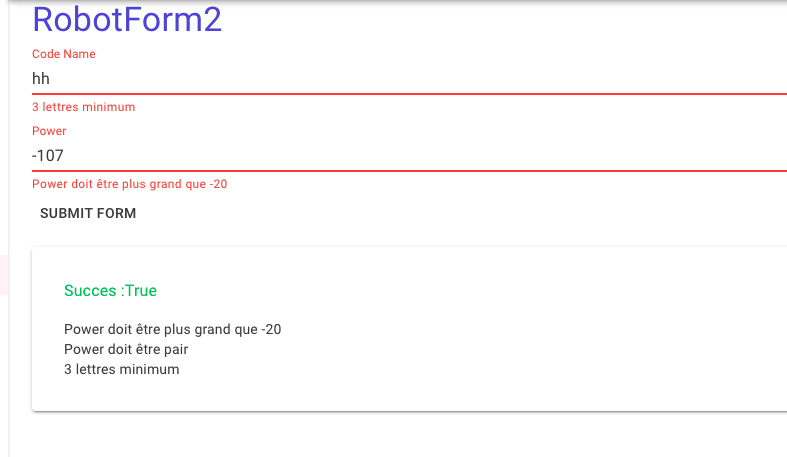 RobotForm2
Code Name
hh
3 lettres minimum
Power
-107
Power doit être plus grand que -20
SUBMIT FORM
Succes :True
Power doit être plus grand que -20
Power doit être pair
3 lettres minimum